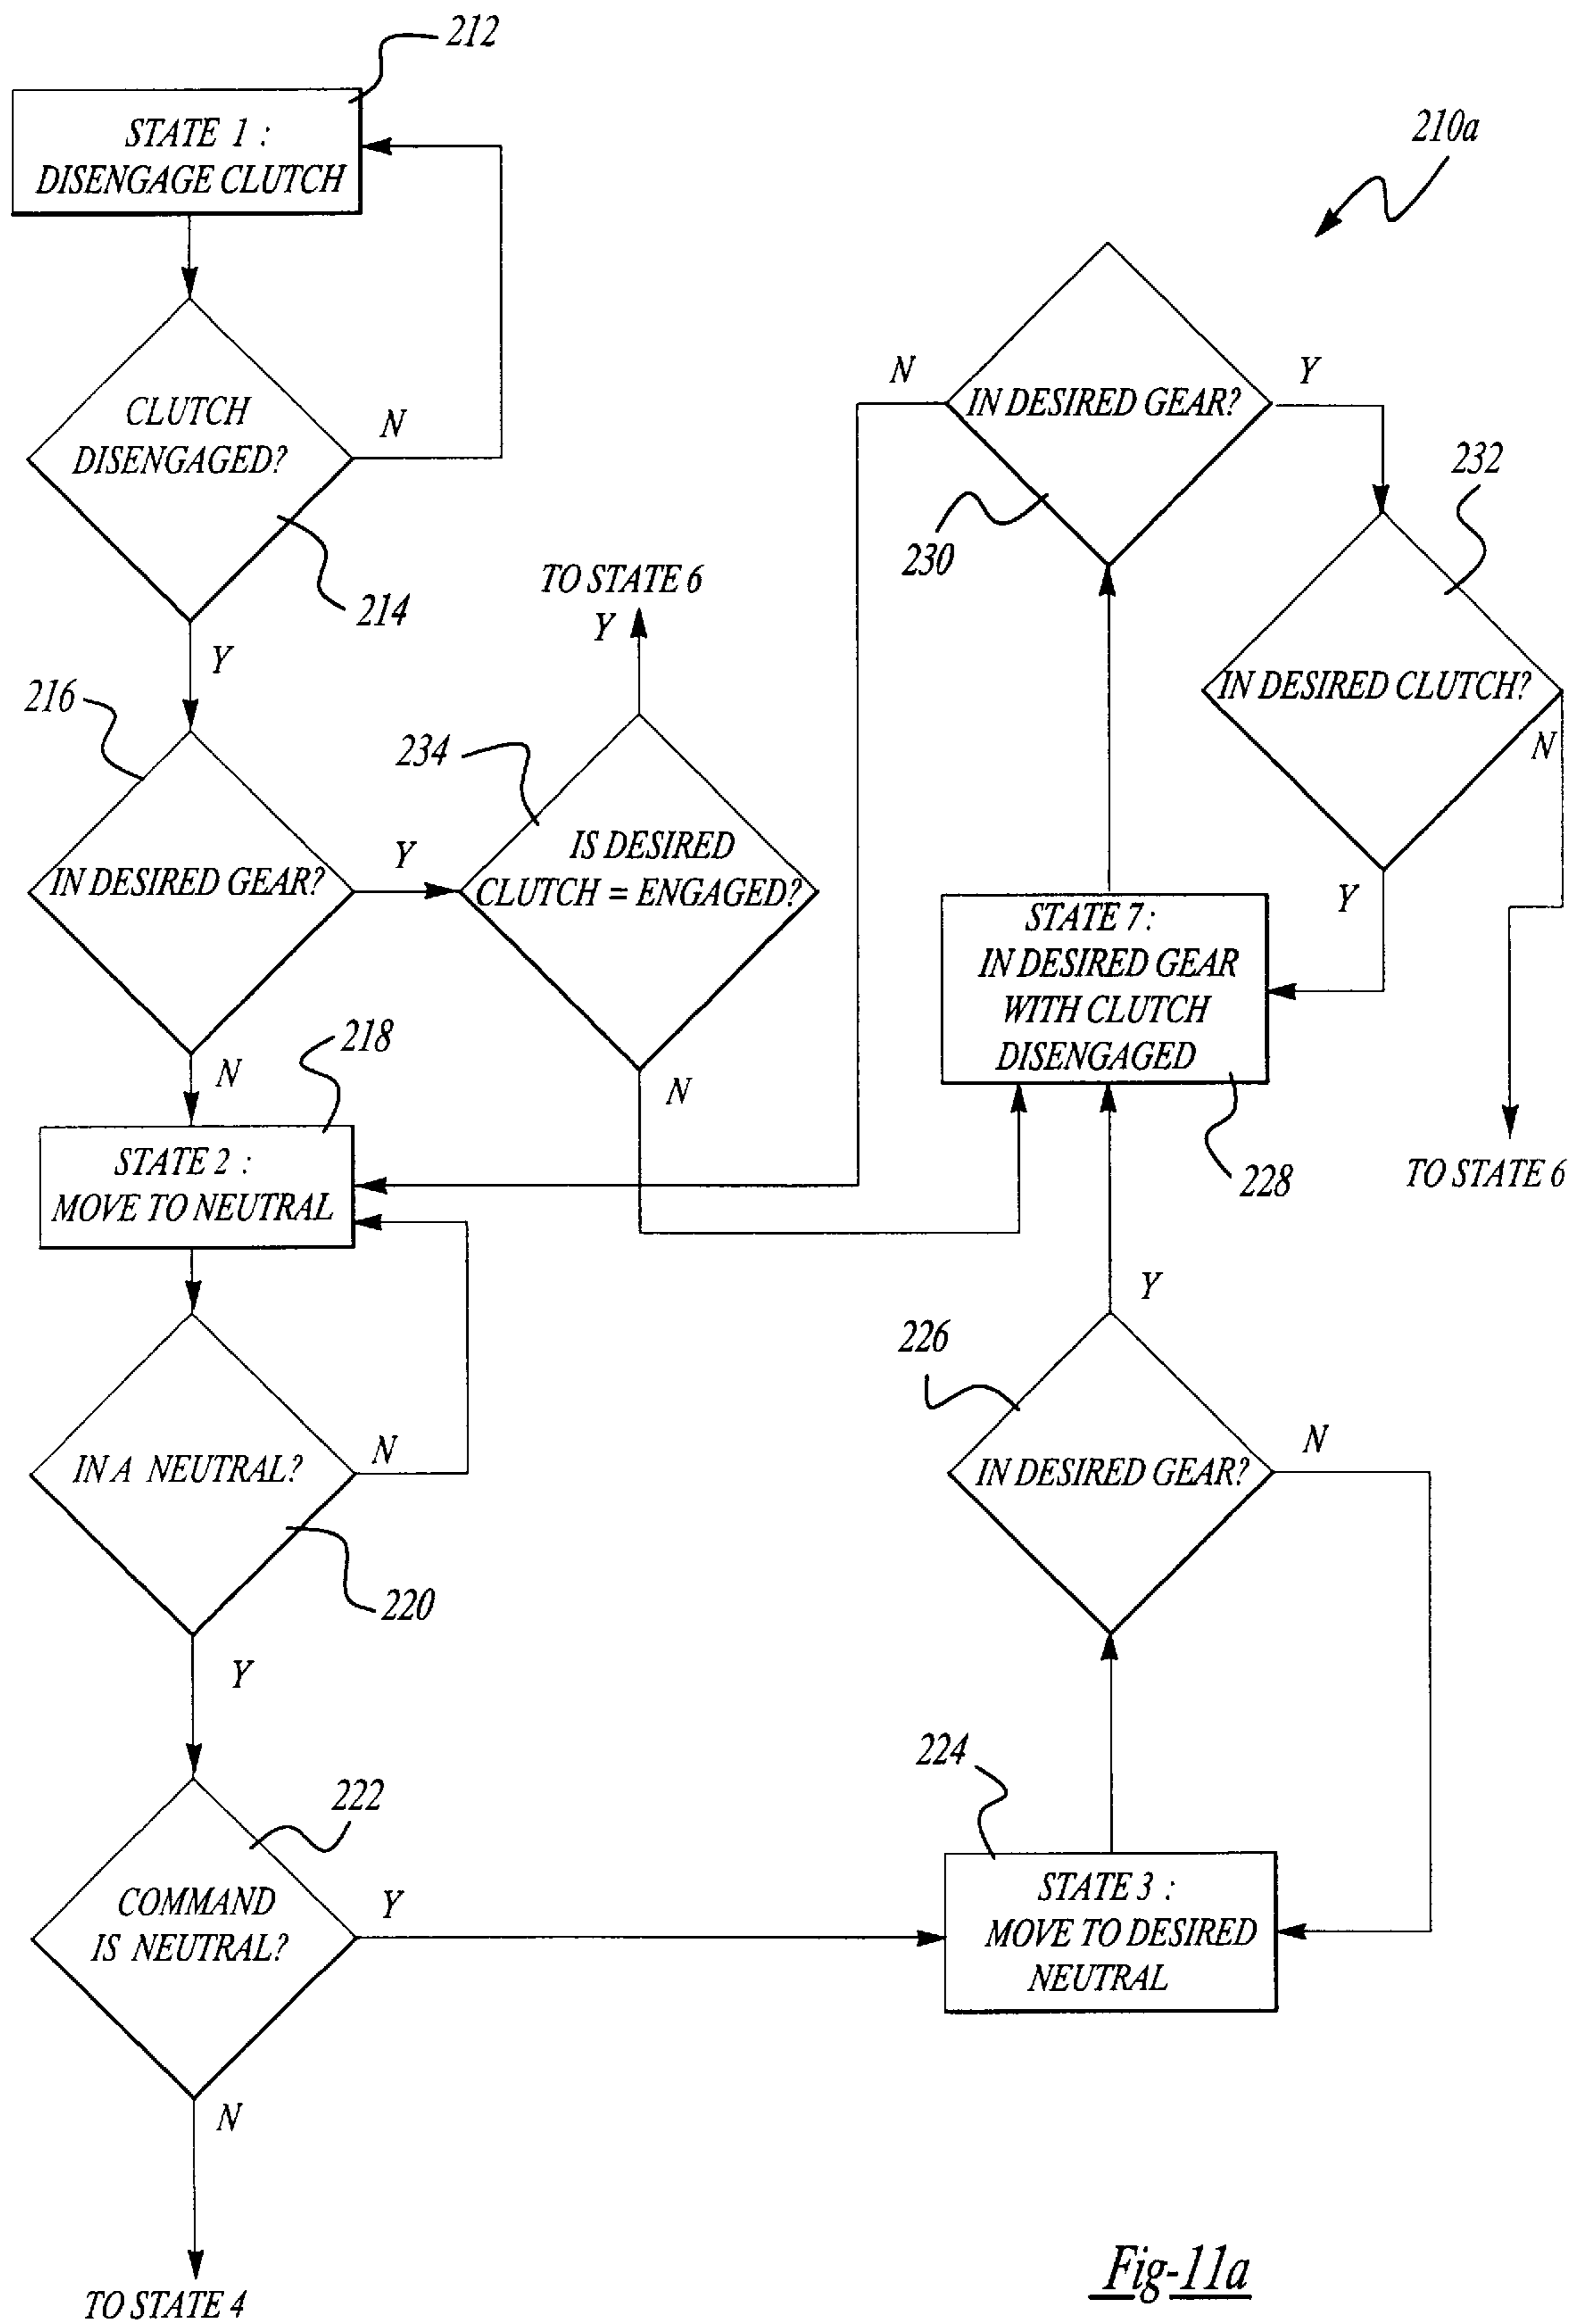 212
STATE 1 :
DISENGAGE CLUTCH
210a
CLUTCH
DISENGAGED?
N
214
Y
216
IN DESIRED GEAR?
Y
N
234
TO STATE 6
Y
IS DESIRED
CLUTCH = ENGAGED?
N
218
STATE 2 :
MOVE TO NEUTRAL
IN A NEUTRAL?
N
220
Y
222
COMMAND
IS NEUTRAL?
Y
N
TO STATE 4
N
IN DESIRED GEAR?
Y
230
232
IN DESIRED CLUTCH?
N
Y
TO STATE 6
STATE 7 :
IN DESIRED GEAR
WITH CLUTCH
DISENGAGED
228
Y
226
IN DESIRED GEAR?
N
224
STATE 3 :
MOVE TO DESIRED
NEUTRAL
Fig-11a